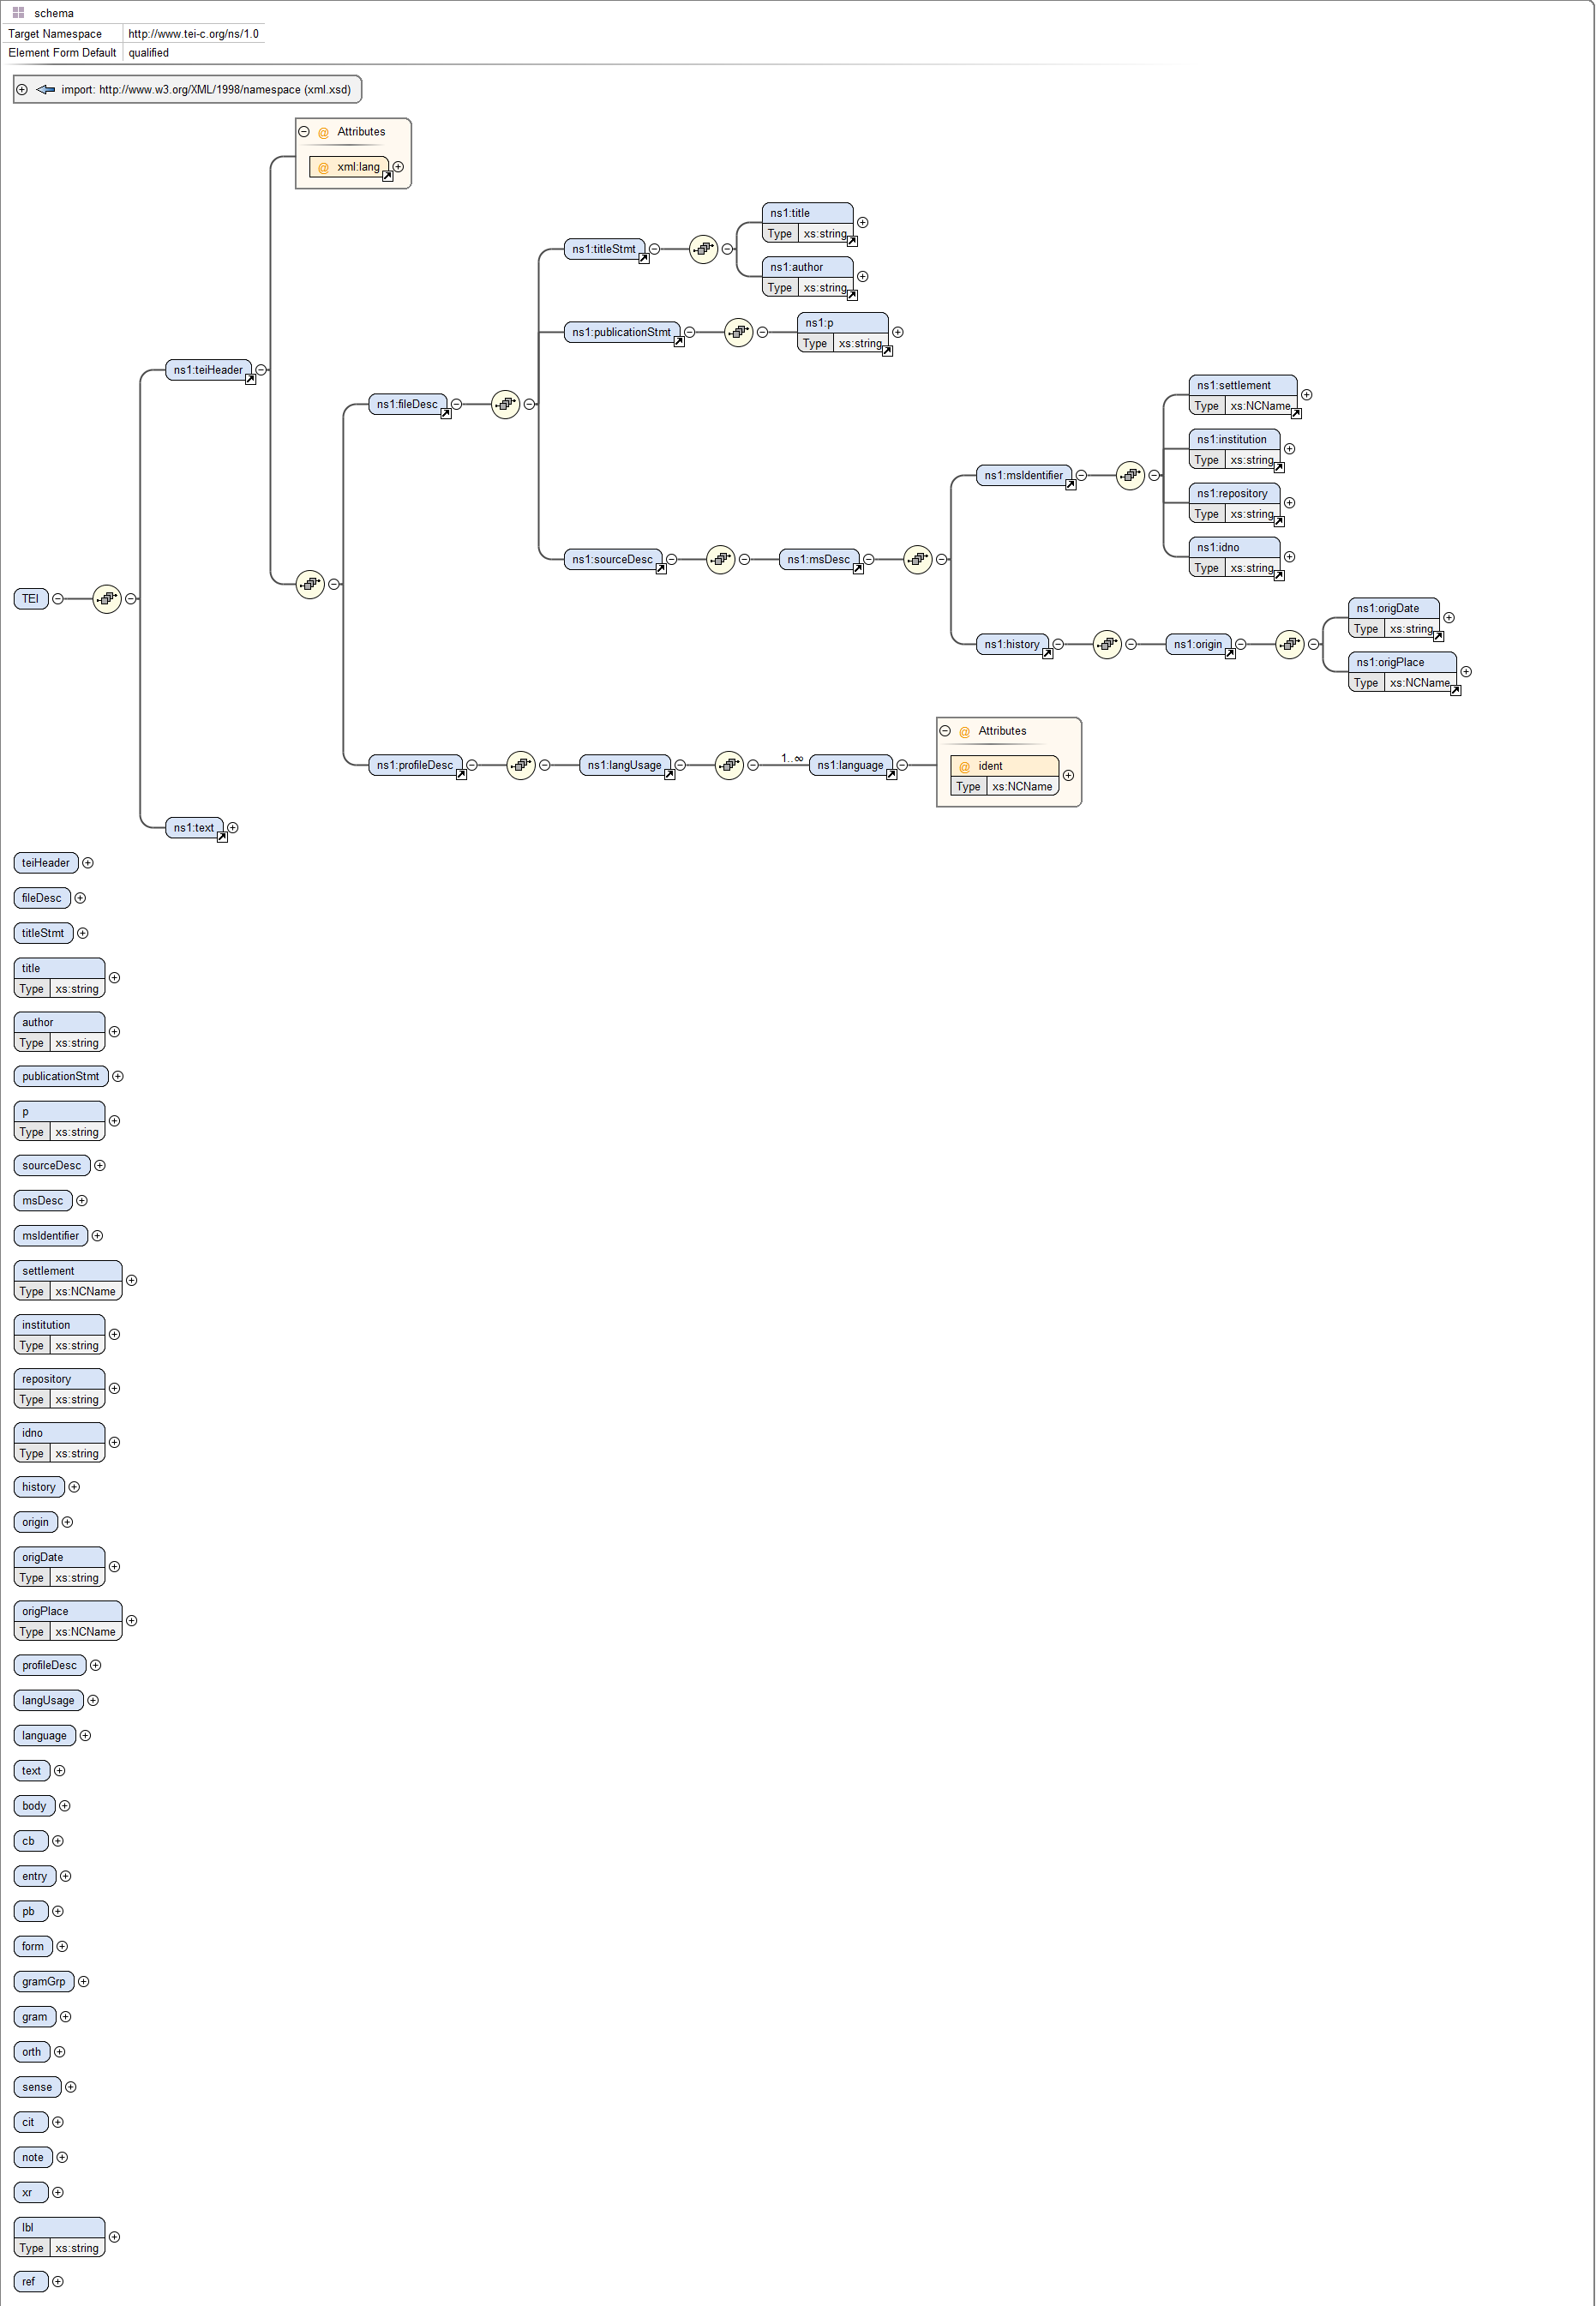 schema
Target Namespace http://www.tei-c.org/ns/1.0
Element Form Default qualified
import: http://www.w3.org/XML/1998/namespace (xml.xsd)
@ Attributes
@ xml:lang
ns1:title
Type xs:string
ns1:titleStmt
ns1:author
Type xs:string
ns1:p
ns1:publicationStmt
Type xs:string
ns1:teiHeader
ns1:settlement
ns1:fileDesc
Type xs:NCName
ns1:institution
Type xs:string
ns1:msIdentifier
ns1:repository
Type xs:string
ns1:idno
ns1:sourceDesc ns1:msDesc
Type xs:string
TEI
ns1:origDate
Type xs:string
ns1:history ns1:origin
ns1:origPlace
Type xs:NCName
@ Attributes
ns1:profileDesc ns1:langUsage 1..∞ ns1:language
@ ident
Type xs:NCName
ns1:text
teiHeader
fileDesc
titleStmt
title
Type xs:string
author
Type xs:string
publicationStmt
p
Type xs:string
sourceDesc
msDesc
msIdentifier
settlement
Type xs:NCName
institution
Type xs:string
repository
Type xs:string
idno
Type xs:string
history
origin
origDate
Type xs:string
origPlace
Type xs:NCName
profileDesc
langUsage
language
text
body
cb
entry
pb
form
gramGrp
gram
orth
sense
cit
note
xr
lbl
Type xs:string
ref